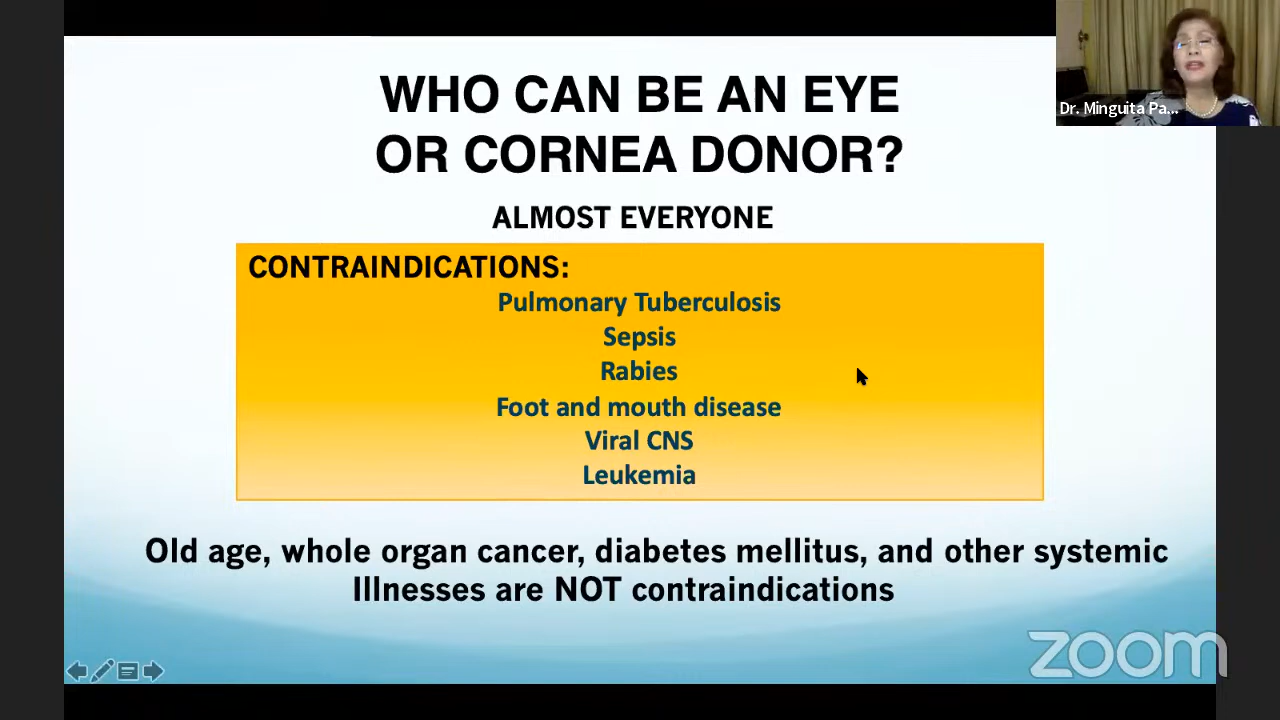 WHO CAN BE AN EYE
OR CORNEA DONOR?
Dr. Minguita Pa...
ALMOST EVERYONE
CONTRAINDICATIONS:
Pulmonary Tuberculosis
Sepsis
Rabies
Foot and mouth disease
Viral CNS
Leukemia
Old age, whole organ cancer, diabetes mellitus, and other systemic
Illnesses are NOT contraindications
zoom